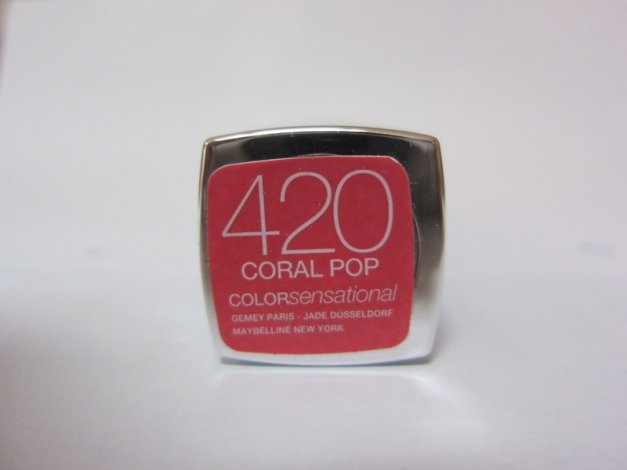 420
CORAL POP
COLORsensational
GEMEY PARIS - JADE DÜSSELDORF
MAYBELLINE NEW YORK